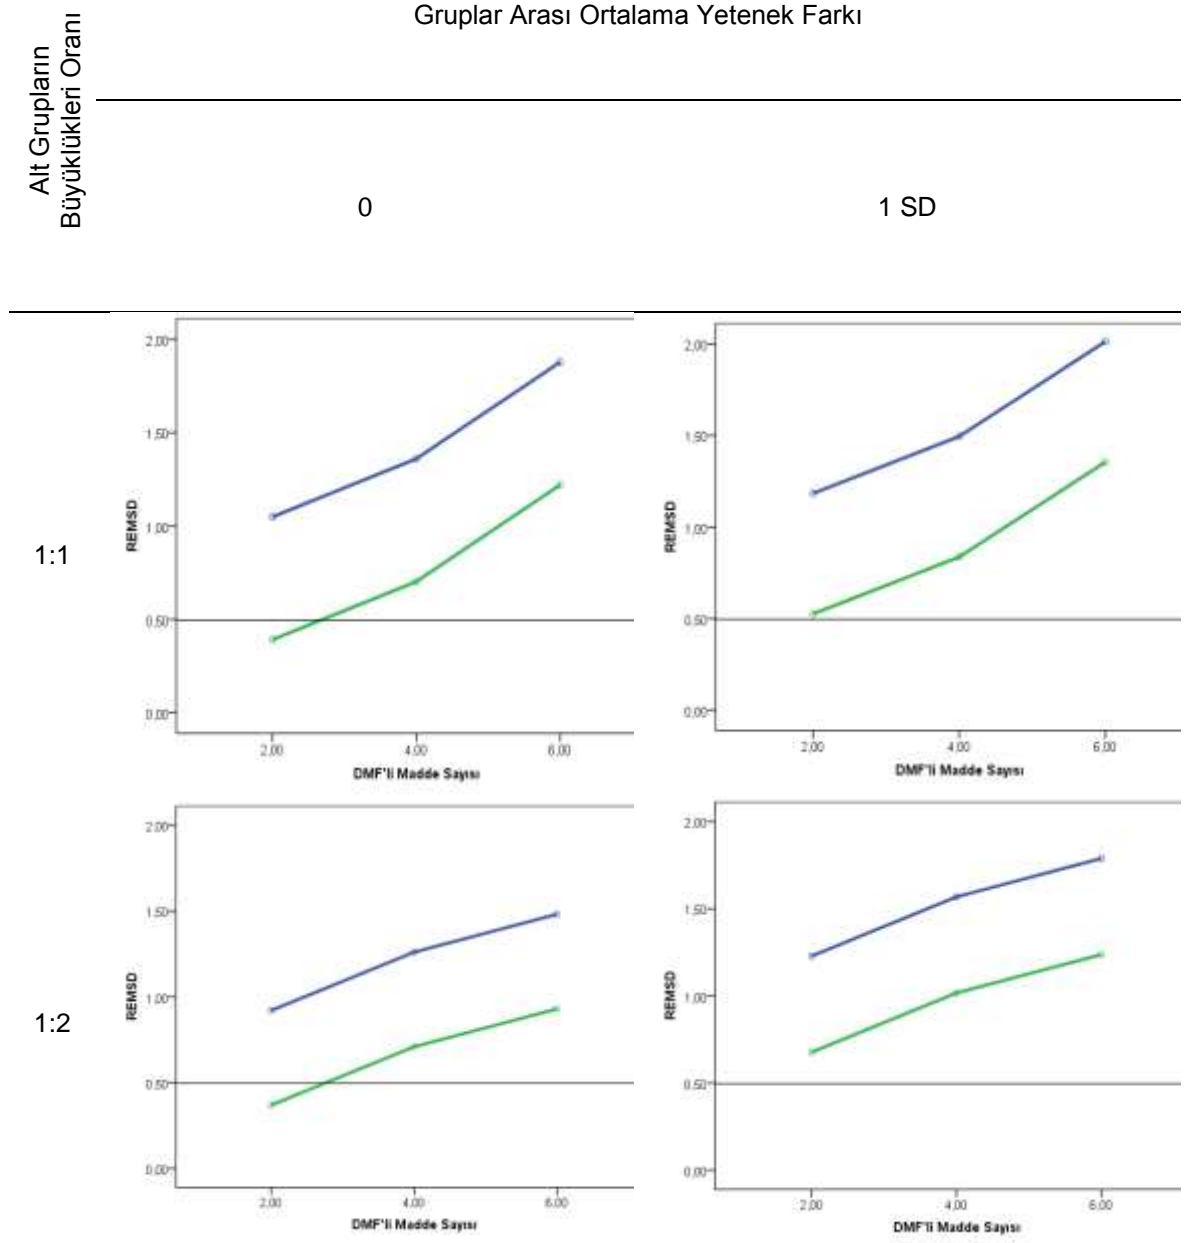 Gruplar Arası Ortalama Yetenek Farkı
Alt Grupların
Büyüklükleri Oranı
0
1 SD
1:1
2,00
1,50
1,00
0,50
0,00
REMSD
2,00
4,00
6,00
DMF'li Madde Sayısı
2,00
1,50
1,00
0,50
0,00
REMSD
2,00
4,00
6,00
DMF'li Madde Sayısı
1:2
2,00
1,50
1,00
0,50
0,00
REMSD
2,00
4,00
6,00
DMF'li Madde Sayısı
2,00
1,50
1,00
0,50
0,00
REMSD
2,00
4,00
6,00
DMF'li Madde Sayısı